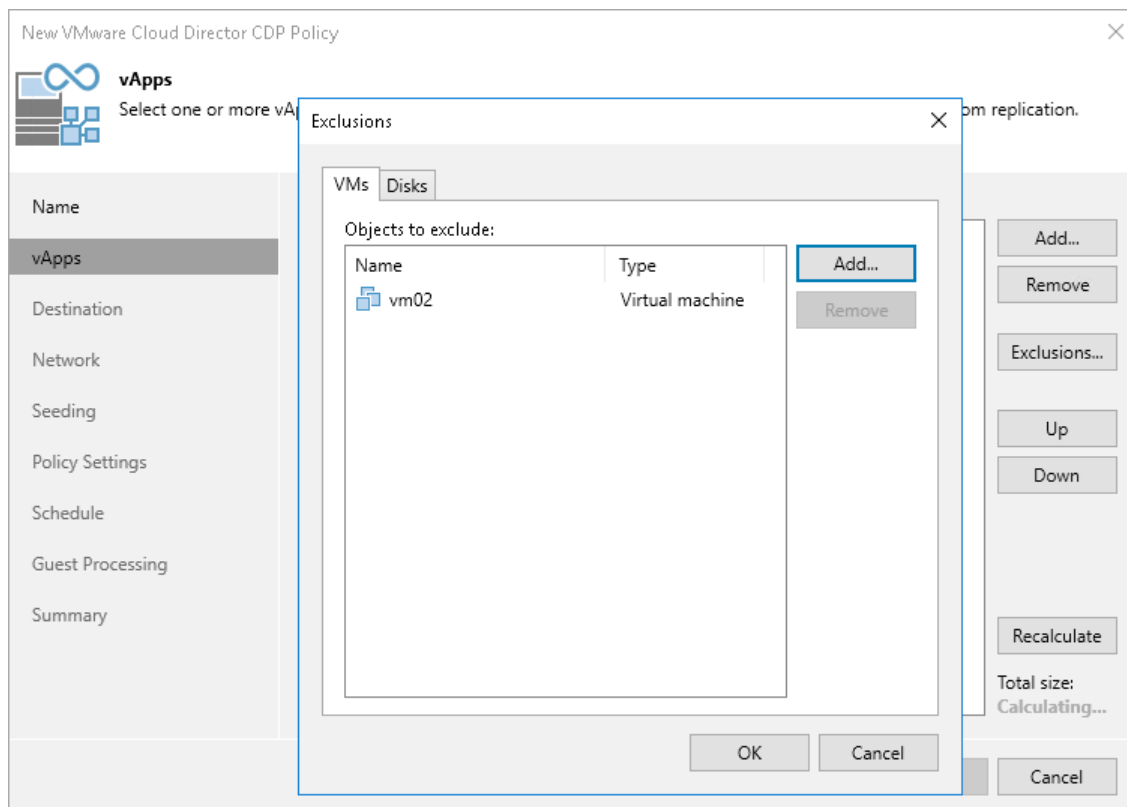 New VMware Cloud Director CDP Policy
vApps
Select one or more
om replication.
Name
vApps
Destination
Network
Seeding
Policy Settings
Schedule
Guest Processing
Summary
Exclusions
VMs
Disks
Objects to exclude:
Name Type
vm02 Virtual machine
Add...
Remove
OK
Cancel
Add...
Remove
Exclusions...
Up
Down
Recalculate
Total size:
Calculating...
Cancel